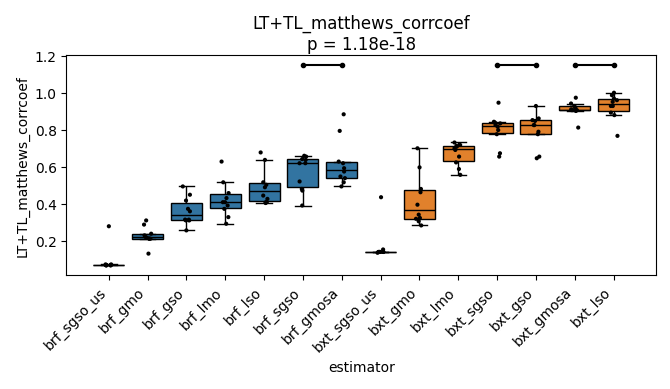 LT+TL_matthews_corrcoef
p = 1.18e-18
LT+TL_matthews_corrcoef
1.2
1.0
0.8
0.6
0.4
0.2
brf_sgso_us
brf_gmo
brf_gso
brf_lmo
brf_lso
brf_sgso
brf_gmosa
bxt_sgso_us
bxt_gmo
bxt_lmo
bxt_sgso
bxt_gso
bxt_gmosa
bxt_lso
estimator